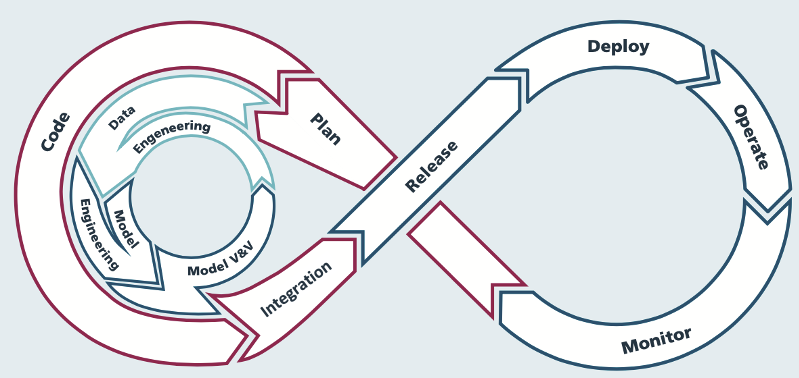 Code
Data
Engeneering
Model
Engineering
Model V&V
Plan
Integration
Release
Deploy
Operate
Monitor